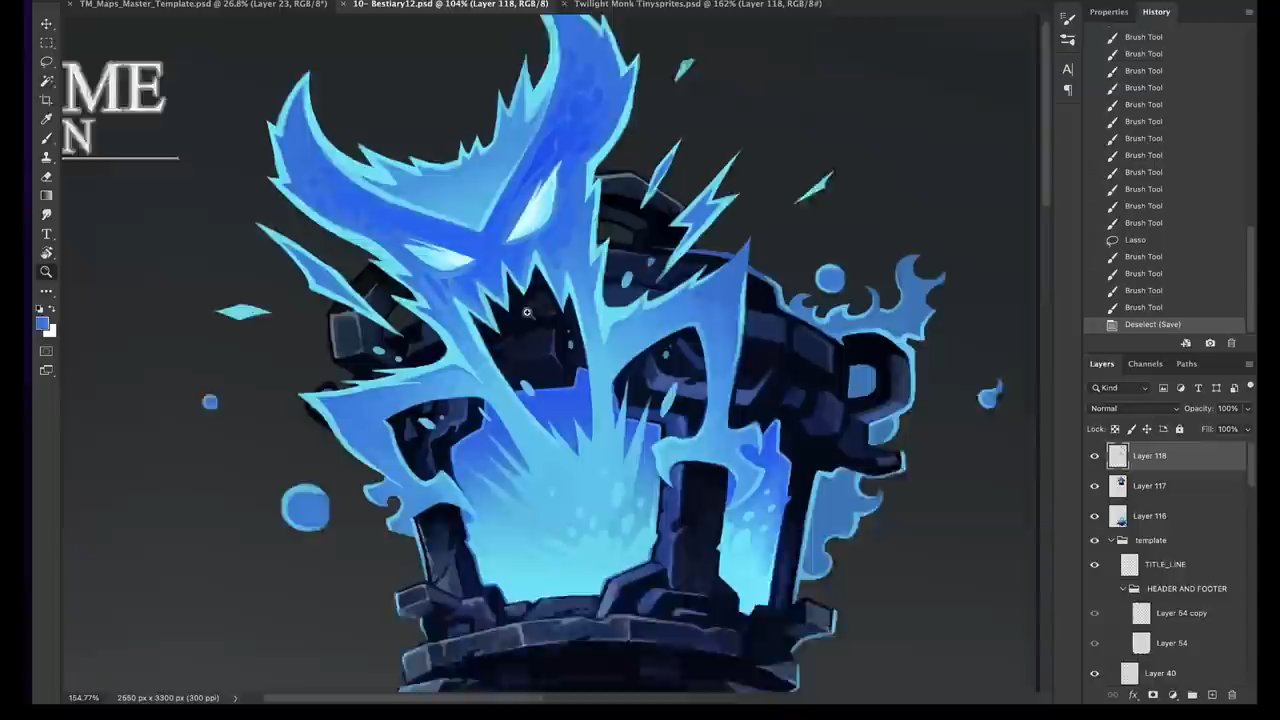 TM_Maps_Master_Template.psd @ 26.8% (Layer 23, RGB/8*)
10- Bestiary12.psd @ 104% (Layer 118, RGB/8)
Twilight Monk Tinysprites.psd @ 162% (Layer 118, RGB/8#)
Properties History
ME
N
Brush Tool
Brush Tool
Brush Tool
Brush Tool
Brush Tool
Brush Tool
Brush Tool
Brush Tool
Brush Tool
Brush Tool
Brush Tool
Brush Tool
Lasso
Brush Tool
Brush Tool
Brush Tool
Brush Tool
Deselect (Save)
Layers Channels Paths
Kind
Normal Opacity: 100%
Lock: Fill: 100%
Layer 118
Layer 117
Layer 116
template
TITLE_LINE
HEADER AND FOOTER
Layer 54 copy
Layer 54
Layer 40
154.77% 2550 px x 3300 px (300 ppi)